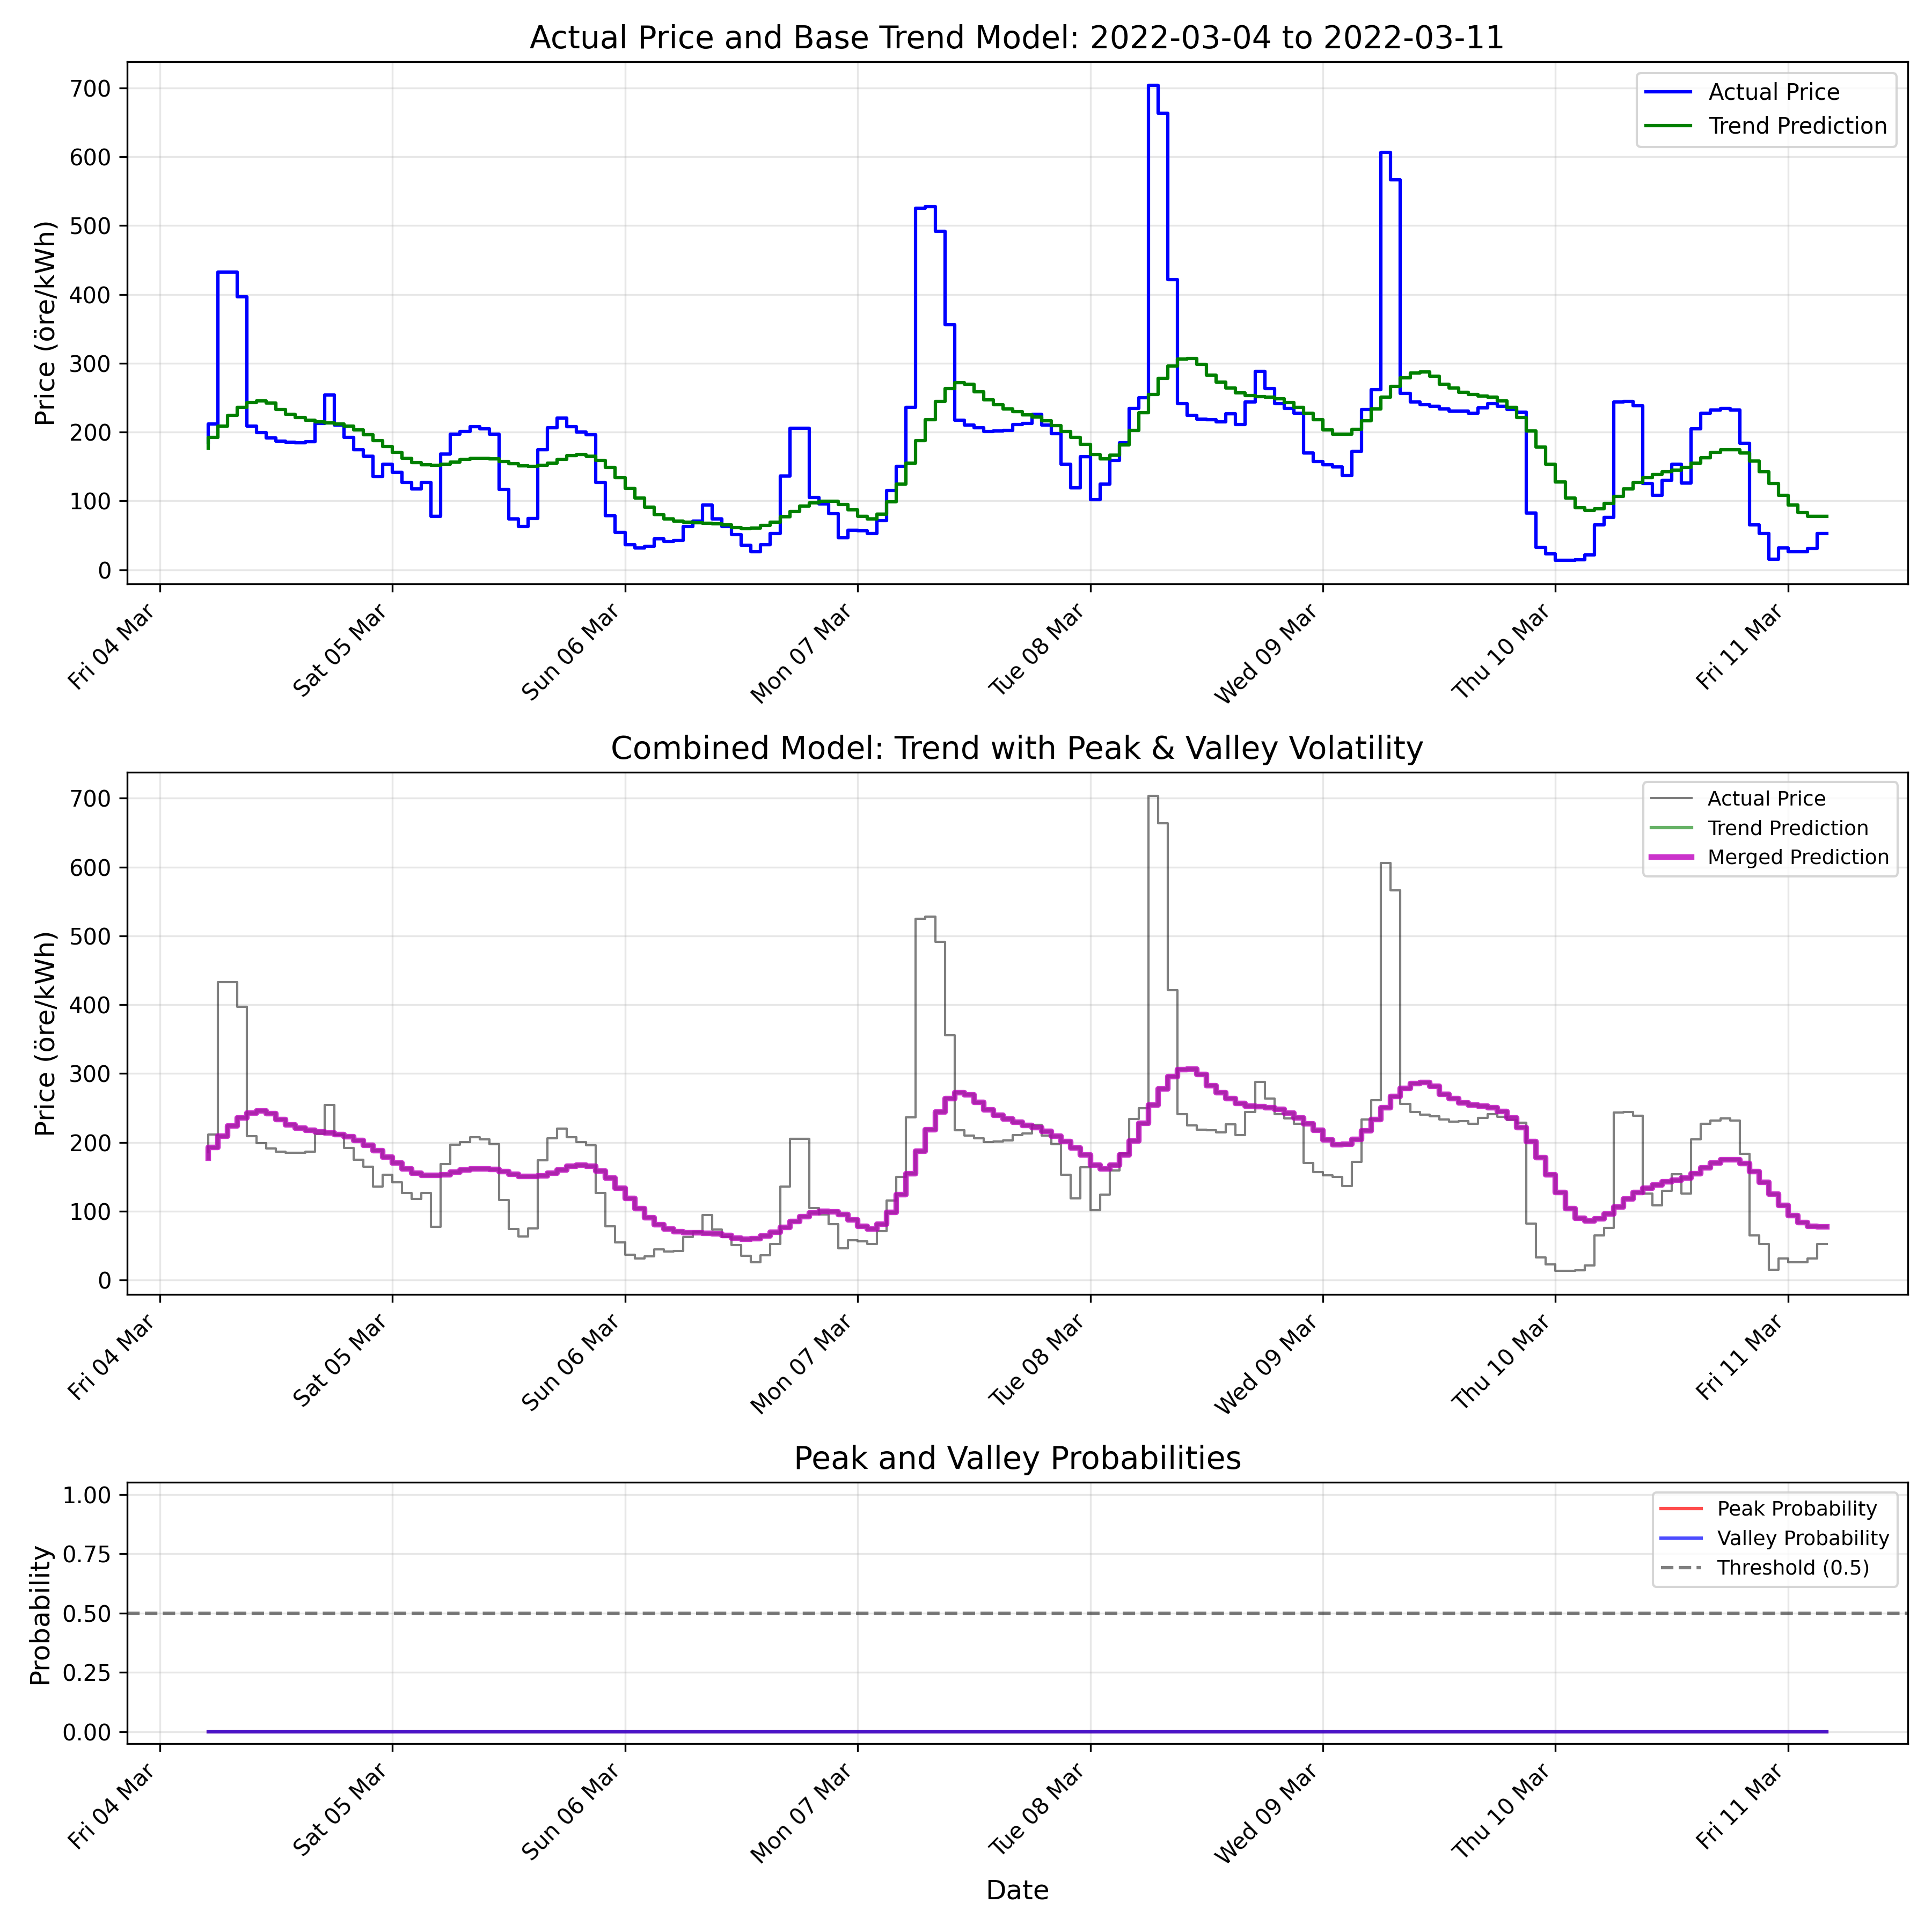 Actual Price and Base Trend Model: 2022-03-04 to 2022-03-11
Price (öre/kWh)
700
600
500
400
300
200
100
0
Actual Price
Trend Prediction
Fri 04 Mar
Sat 05 Mar
Sun 06 Mar
Mon 07 Mar
Tue 08 Mar
Wed 09 Mar
Thu 10 Mar
Fri 11 Mar
Combined Model: Trend with Peak & Valley Volatility
Price (öre/kWh)
700
600
500
400
300
200
100
0
Actual Price
Trend Prediction
Merged Prediction
Fri 04 Mar
Sat 05 Mar
Sun 06 Mar
Mon 07 Mar
Tue 08 Mar
Wed 09 Mar
Thu 10 Mar
Fri 11 Mar
Peak and Valley Probabilities
Probability
1.00
0.75
0.50
0.25
0.00
Peak Probability
Valley Probability
Threshold (0.5)
Fri 04 Mar
Sat 05 Mar
Sun 06 Mar
Mon 07 Mar
Tue 08 Mar
Wed 09 Mar
Thu 10 Mar
Fri 11 Mar
Date